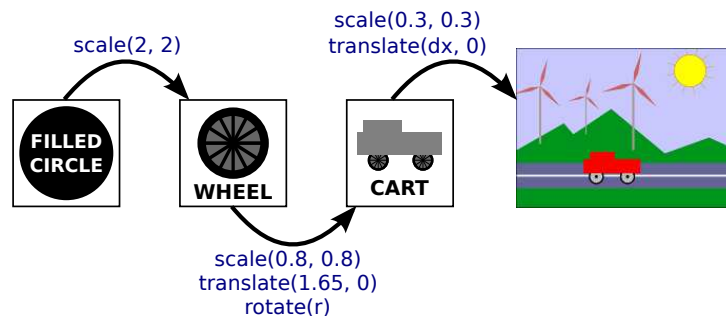 scale(2, 2)
scale(0.3, 0.3)
translate(dx, 0)
FILLED
CIRCLE
WHEEL
CART
scale(0.8, 0.8)
translate(1.65, 0)
rotate(r)